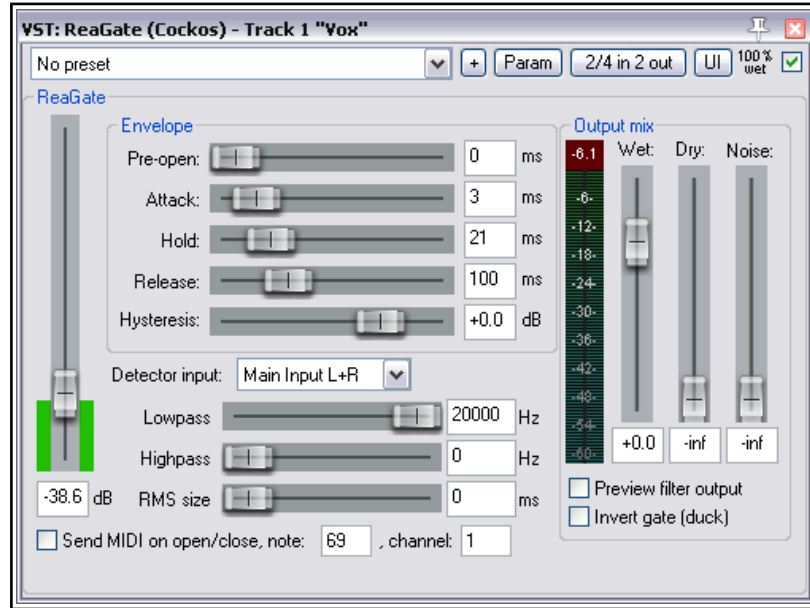 VST: ReaGate (Cockos) - Track 1 "Vox"
No preset
+
Param
2/4 in 2 out
UI
100%
wet
ReaGate
Envelope
Pre-open: 0 ms
Attack: 3 ms
Hold: 21 ms
Release: 100 ms
Hysteresis: +0.0 dB
Detector input: Main Input L+R
Lowpass 20000 Hz
Highpass 0 Hz
-38.6 dB
RMS size 0 ms
Send MIDI on open/close, note: 69 , channel: 1
Output mix
Wet: Dry: Noise:
-6.1
-6-
-12-
-18-
-24-
-30-
-36-
-42-
-48-
-54-
-60-
+0.0 -inf -inf
Preview filter output
Invert gate (duck)